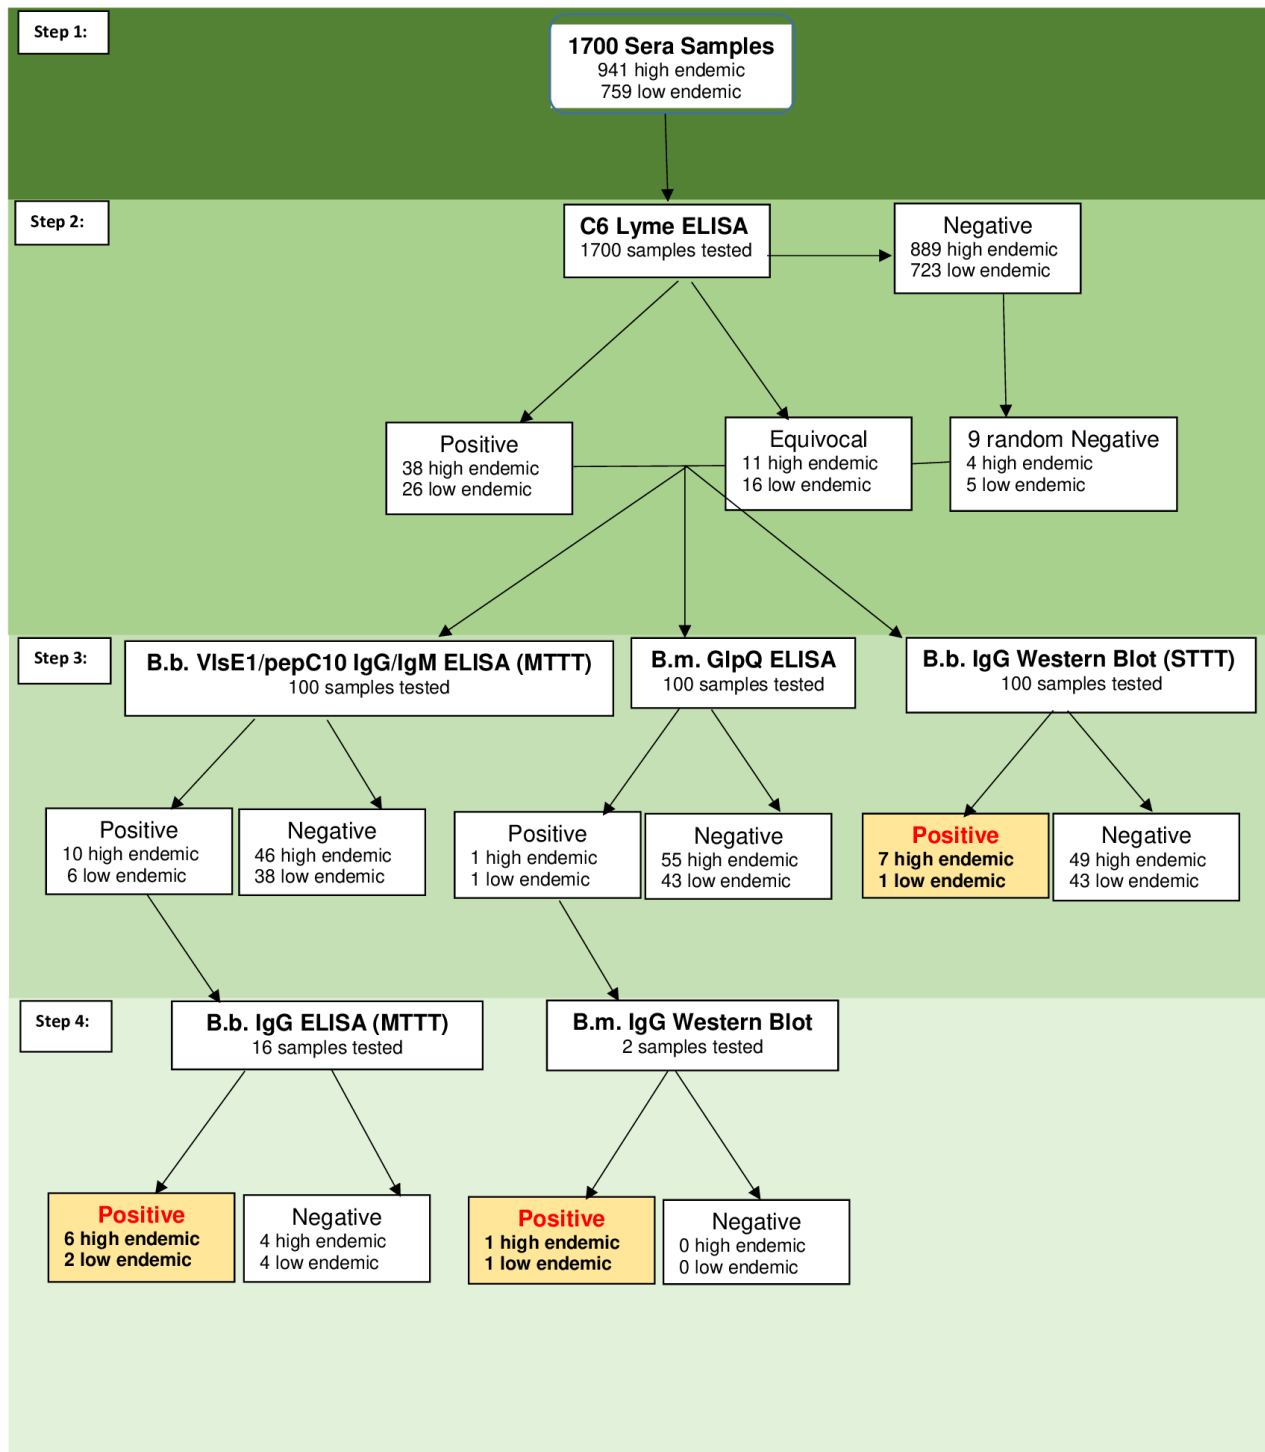 Step 1:
1700 Sera Samples
941 high endemic
759 low endemic
Step 2:
C6 Lyme ELISA
1700 samples tested
Negative
889 high endemic
723 low endemic
Positive
38 high endemic
26 low endemic
Equivocal
11 high endemic
16 low endemic
9 random Negative
4 high endemic
5 low endemic
Step 3:
B.b. VlsE1/pepC10 IgG/IgM ELISA (MTTT)
100 samples tested
B.m. GlpQ ELISA
100 samples tested
B.b. IgG Western Blot (STTT)
100 samples tested
Positive
10 high endemic
6 low endemic
Negative
46 high endemic
38 low endemic
Positive
1 high endemic
1 low endemic
Negative
55 high endemic
43 low endemic
Positive
7 high endemic
1 low endemic
Negative
49 high endemic
43 low endemic
Step 4:
B.b. IgG ELISA (MTTT)
16 samples tested
B.m. IgG Western Blot
2 samples tested
Positive
6 high endemic
2 low endemic
Negative
4 high endemic
4 low endemic
Positive
1 high endemic
1 low endemic
Negative
0 high endemic
0 low endemic